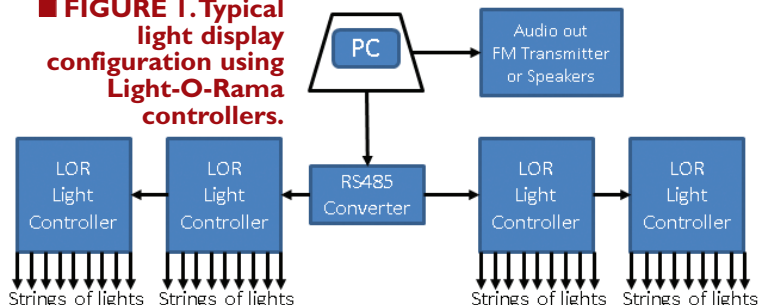 ■ FIGURE 1. Typical
light display
configuration using
Light-O-Rama
controllers.
PC
Audio out
FM Transmitter
or Speakers
LOR
Light
Controller
LOR
Light
Controller
RS485
Converter
LOR
Light
Controller
LOR
Light
Controller
Strings of lights
Strings of lights
Strings of lights
Strings of lights